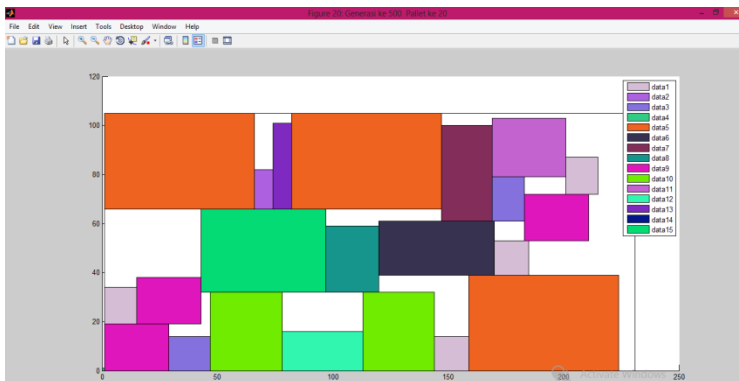 Figure 20: Generasi ke 500. Pallet ke 20
File Edit View Insert Tools Desktop Window Help
120
100
80
60
40
20
0
0 50 100 150 200 250
data1
data2
data3
data4
data5
data6
data7
data8
data9
data10
data11
data12
data13
data14
data15
Activate Windows